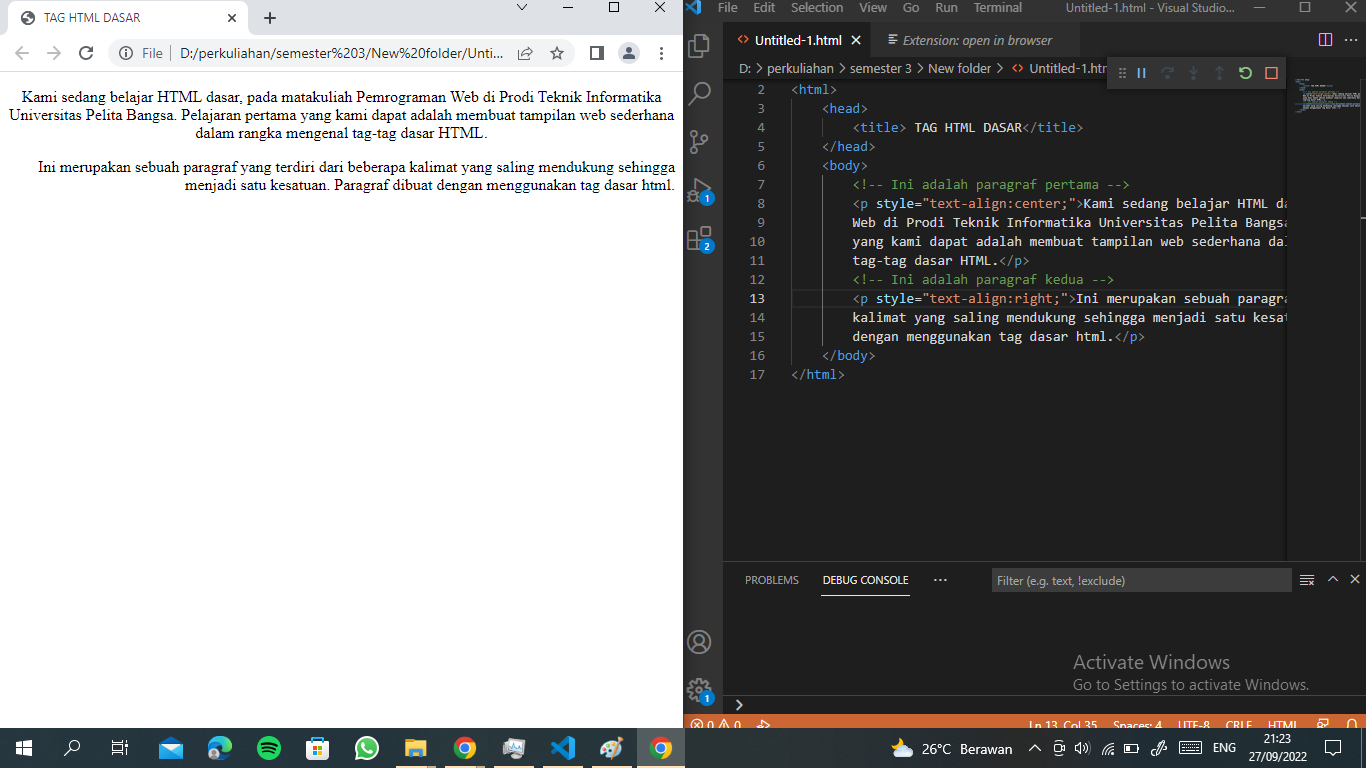 TAG HTML DASAR
File
D:/perkuliahan/semester%203/New%20folder/Unti...
Kami sedang belajar HTML dasar, pada matakuliah Pemrograman Web di Prodi Teknik Informatika
Universitas Pelita Bangsa. Pelajaran pertama yang kami dapat adalah membuat tampilan web sederhana
dalam rangka mengenal tag-tag dasar HTML.
Ini merupakan sebuah paragraf yang terdiri dari beberapa kalimat yang saling mendukung sehingga
menjadi satu kesatuan. Paragraf dibuat dengan menggunakan tag dasar html.
File Edit Selection View Go Run Terminal Untitled-1.html - Visual Studio...
Untitled-1.html Extension: open in browser
D: > perkuliahan > semester 3 > New folder > Untitled-1.htm
2 <html>
3 <head>
4 <title> TAG HTML DASAR</title>
5 </head>
6 <body>
7 <!-- Ini adalah paragraf pertama -->
8 <p style="text-align:center;">Kami sedang belajar HTML da
9 Web di Prodi Teknik Informatika Universitas Pelita Bangsa
10 yang kami dapat adalah membuat tampilan web sederhana dal
11 tag-tag dasar HTML.</p>
12 <!-- Ini adalah paragraf kedua -->
13 <p style="text-align:right;">Ini merupakan sebuah paragra
14 kalimat yang saling mendukung sehingga menjadi satu kesat
15 dengan menggunakan tag dasar html.</p>
16 </body>
17 </html>
1
2
PROBLEMS DEBUG CONSOLE ... Filter (e.g. text, !exclude)
Activate Windows
Go to Settings to activate Windows.
1
0 0 Ln 13, Col 35 Spaces: 4 UTF-8 CRLF HTML
26°C Berawan ENG 21:23
27/09/2022